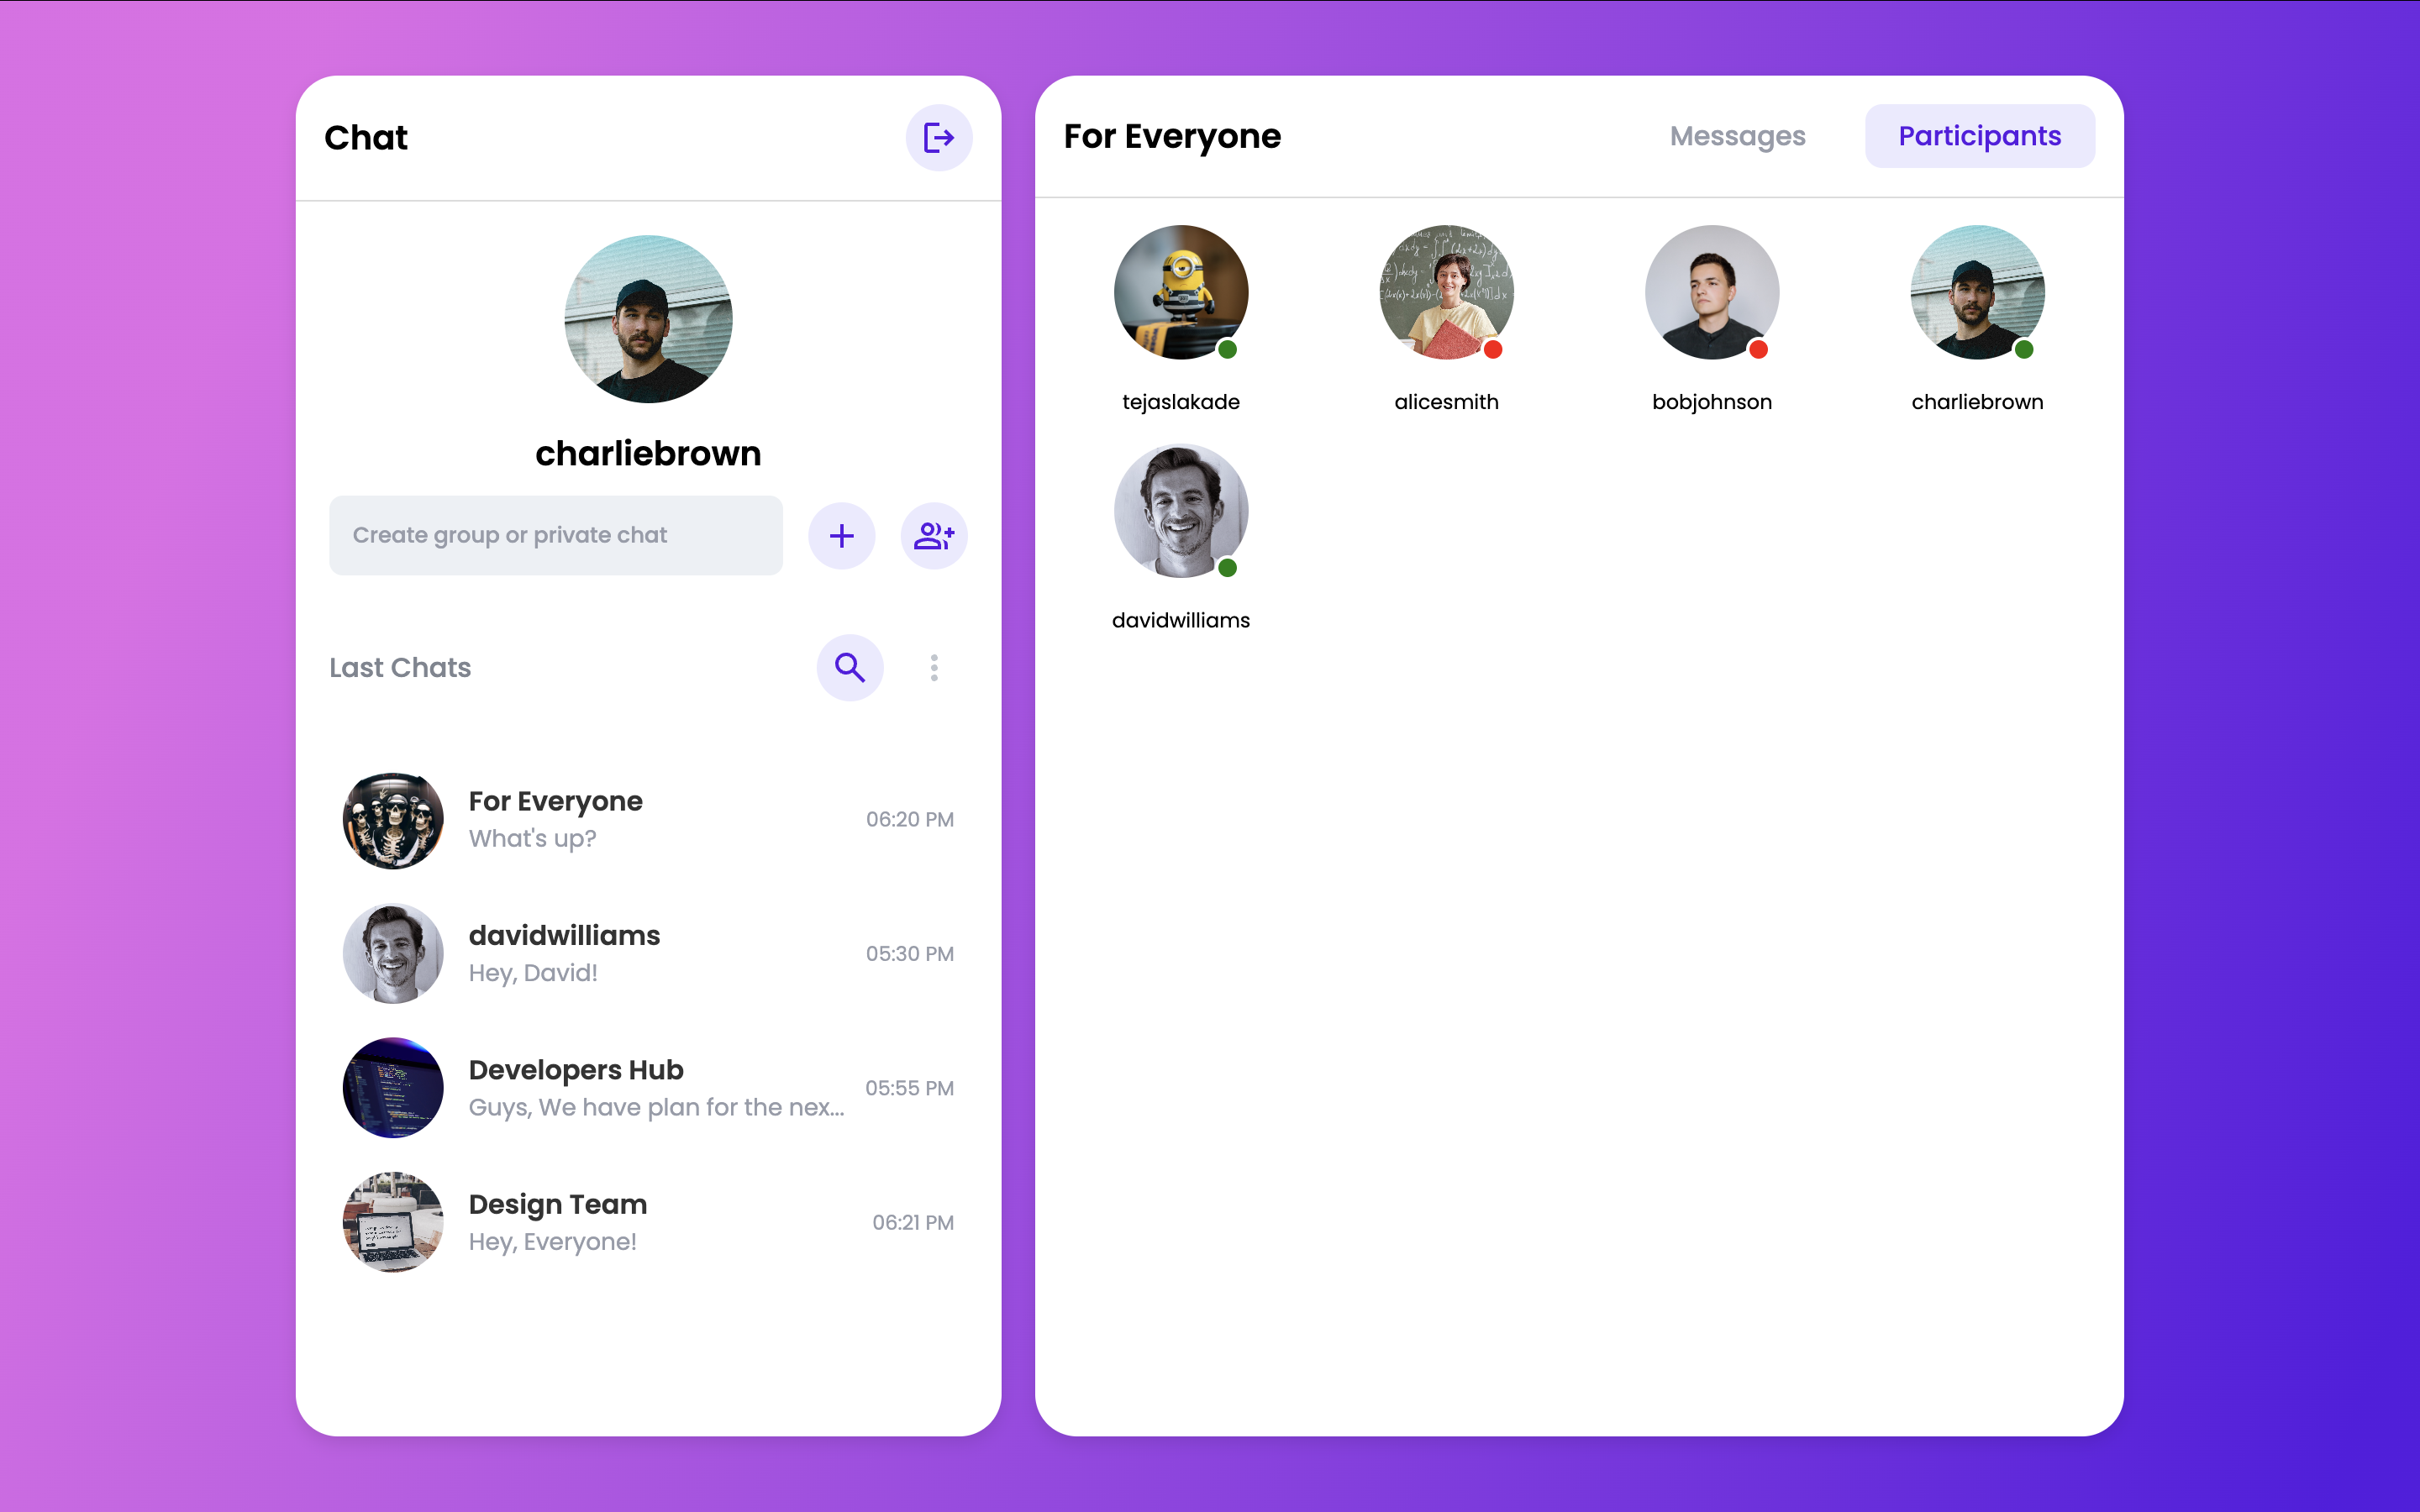 Chat
charliebrown
Create group or private chat
Last Chats
For Everyone
What's up?
06:20 PM
davidwilliams
Hey, David!
05:30 PM
Developers Hub
Guys, We have plan for the nex...
05:55 PM
Design Team
Hey, Everyone!
06:21 PM
For Everyone
Messages
Participants
tejaslakade
alicesmith
bobjohnson
charliebrown
davidwilliams